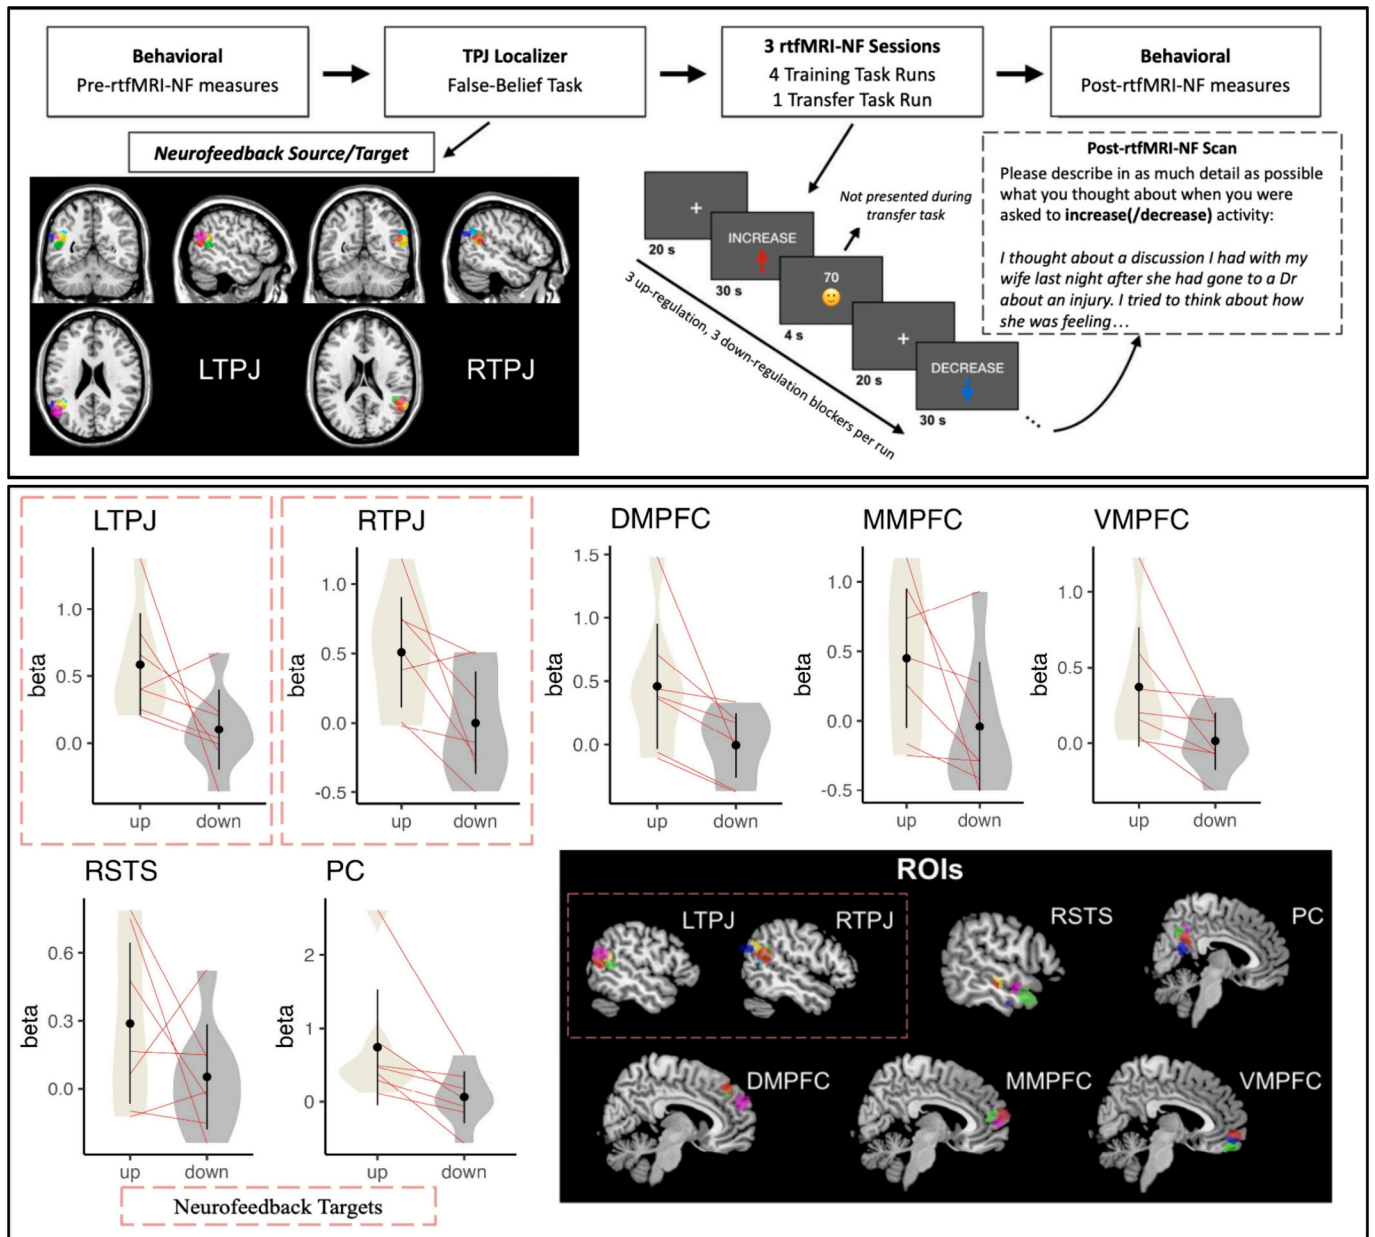 Behavioral
Pre-rtfMRI-NF measures
TPJ Localizer
False-Belief Task
3 rtfMRI-NF Sessions
4 Training Task Runs
1 Transfer Task Run
Behavioral
Post-rtfMRI-NF measures
Neurofeedback Source/Target
LTPJ
RTPJ
+
20 s
INCREASE
30 s
70
4 s
+
20 s
DECREASE
30 s
...
Not presented during
transfer task
3 up-regulation, 3 down-regulation blockers per run
Post-rtfMRI-NF Scan
Please describe in as much detail as possible
what you thought about when you were
asked to increase(/decrease) activity:
I thought about a discussion I had with my
wife last night after she had gone to a Dr
about an injury. I tried to think about how
she was feeling...
LTPJ
beta
1.0
0.5
0.0
up
down
RTPJ
beta
1.0
0.5
0.0
-0.5
up
down
DMPFC
beta
1.5
1.0
0.5
0.0
up
down
MMPFC
beta
1.0
0.5
0.0
-0.5
up
down
VMPFC
beta
1.0
0.5
0.0
up
down
RSTS
beta
0.6
0.3
0.0
up
down
PC
beta
2
1
0
up
down
Neurofeedback Targets
ROIs
LTPJ
RTPJ
RSTS
PC
DMPFC
MMPFC
VMPFC